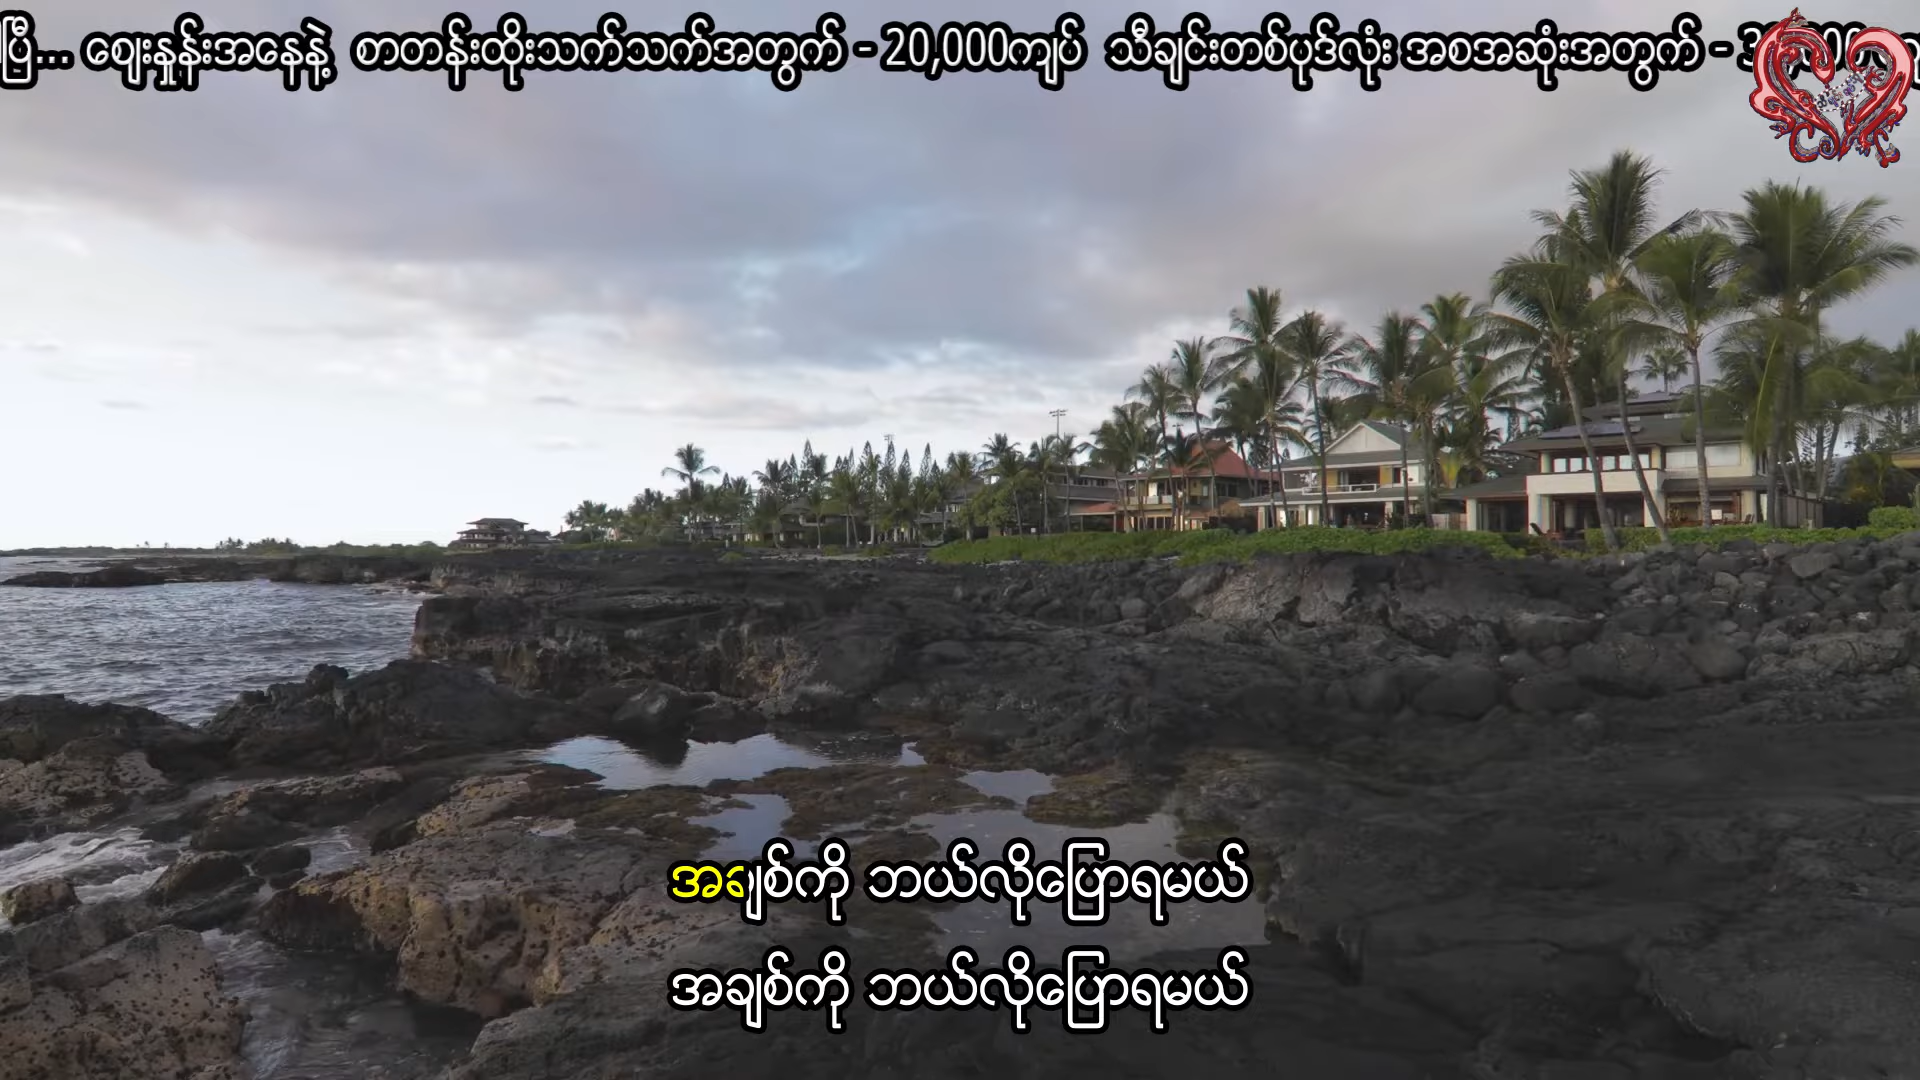 ပြီ... ဈေးနှုန်းအနေနဲ့ စာတန်းထိုးသက်သက်အတွက် - 20,000ကျပ် သီချင်းတစ်ပုဒ်လုံး အစအဆုံးအတွက် -
အချစ်ကို ဘယ်လိုပြောရမယ်
အချစ်ကို ဘယ်လိုပြောရမယ်